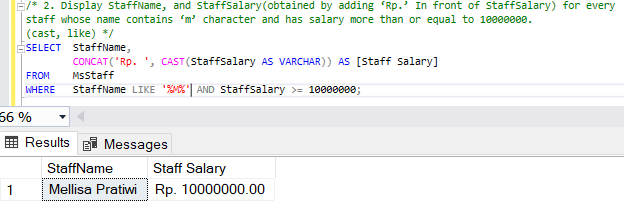 /* 2. Display StaffName, and StaffSalary(obtained by adding ‘Rp.’ In front of StaffSalary) for every
staff whose name contains ‘m’ character and has salary more than or equal to 10000000.
(cast, like) */
SELECT StaffName,
CONCAT('Rp. ', CAST(StaffSalary AS VARCHAR)) AS [Staff Salary]
FROM MsStaff
WHERE StaffName LIKE '%M%' AND StaffSalary >= 10000000;
66 %
Results Messages
StaffName Staff Salary
1 Mellisa Pratiwi Rp. 10000000.00